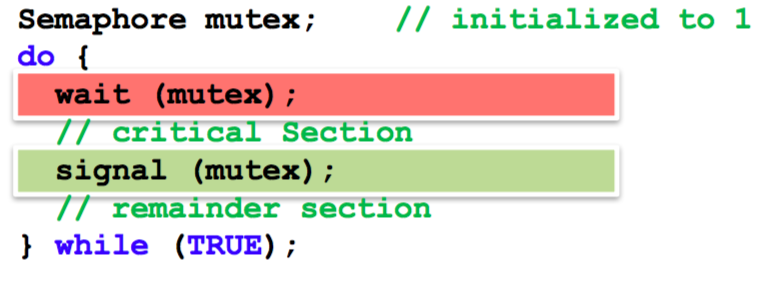 Semaphore mutex;    // initialized to 1
do {
  wait (mutex);
  // critical Section
  signal (mutex);
  // remainder section
} while (TRUE);